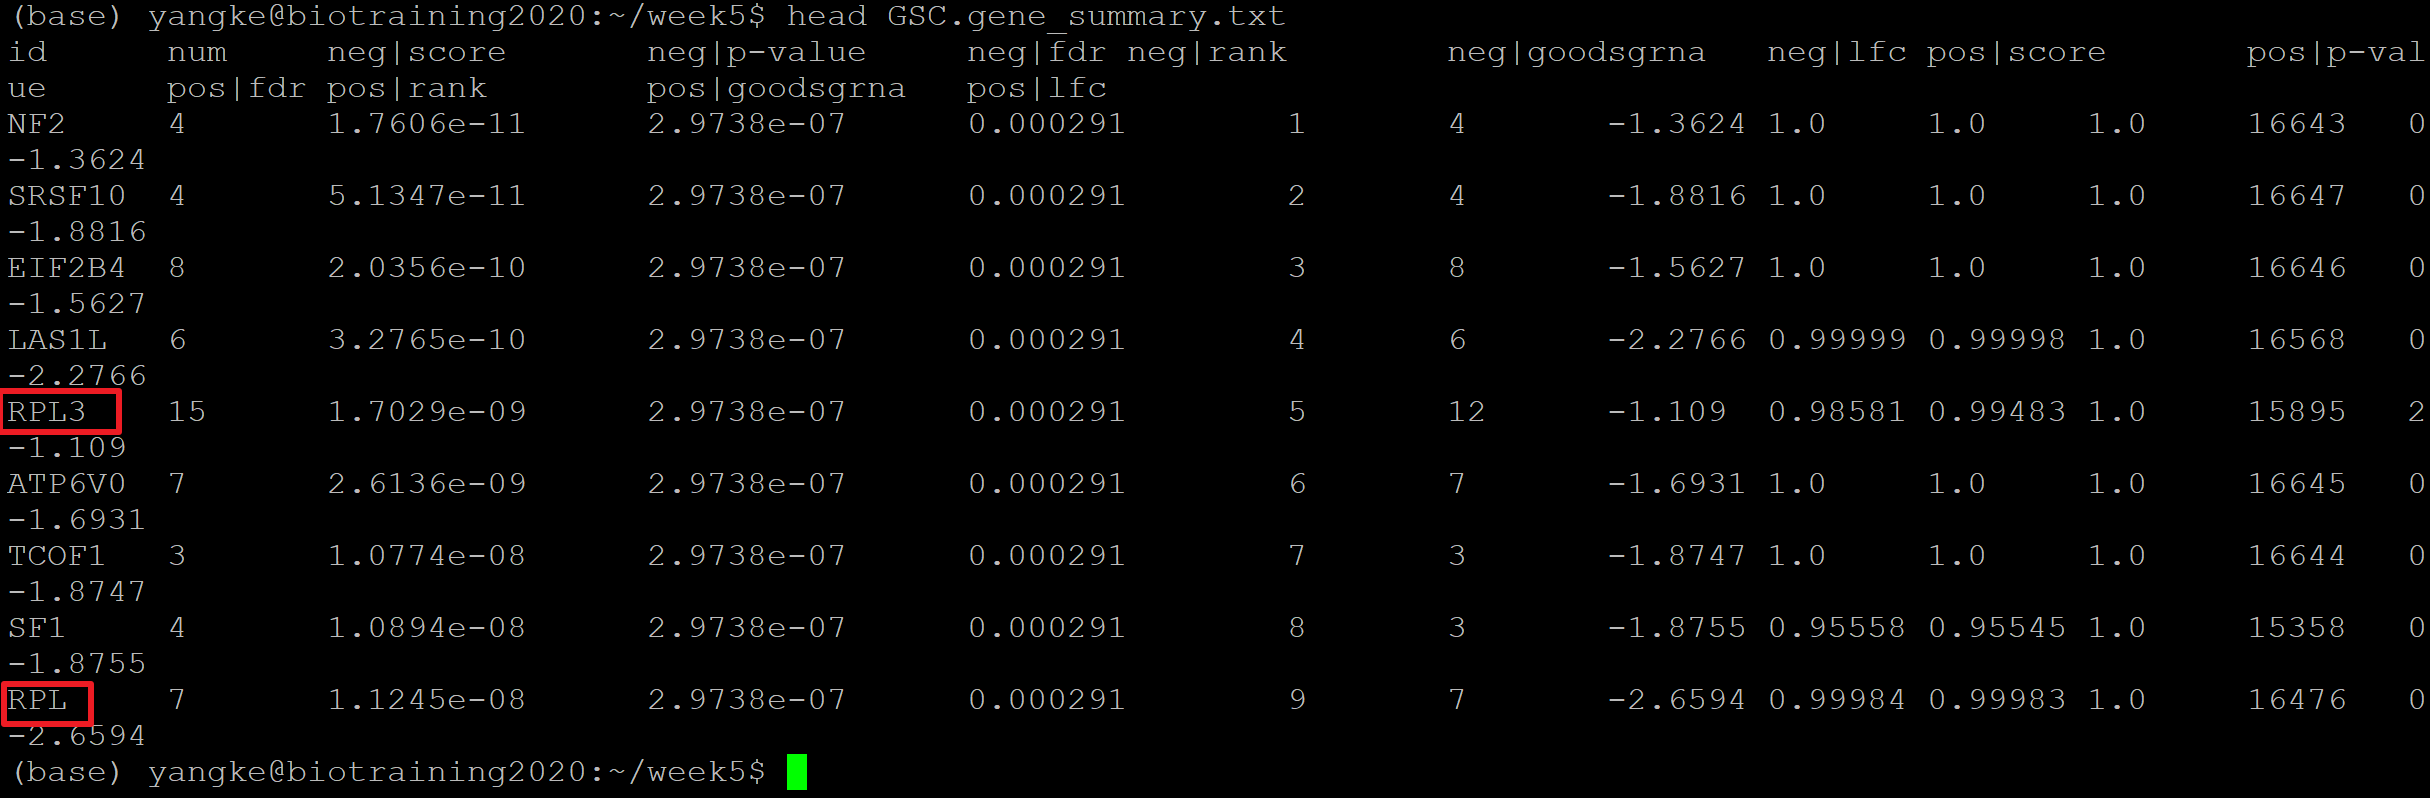 (base) yangke@biotraining2020:~/week5$ head GSC.gene_summary.txt
id num neg|score neg|p-value neg|fdr neg|rank neg|goodsgrna neg|lfc pos|score pos|p-val
ue pos|fdr pos|rank pos|goodsgrna pos|lfc
NF2 4 1.7606e-11 2.9738e-07 0.000291 1 4 -1.3624 1.0 1.0 1.0 16643 0
-1.3624
SRSF10 4 5.1347e-11 2.9738e-07 0.000291 2 4 -1.8816 1.0 1.0 1.0 16647 0
-1.8816
EIF2B4 8 2.0356e-10 2.9738e-07 0.000291 3 8 -1.5627 1.0 1.0 1.0 16646 0
-1.5627
LAS1L 6 3.2765e-10 2.9738e-07 0.000291 4 6 -2.2766 0.99999 0.99998 1.0 16568 0
-2.2766
RPL3 15 1.7029e-09 2.9738e-07 0.000291 5 12 -1.109 0.98581 0.99483 1.0 15895 2
-1.109
ATP6V0 7 2.6136e-09 2.9738e-07 0.000291 6 7 -1.6931 1.0 1.0 1.0 16645 0
-1.6931
TCOF1 3 1.0774e-08 2.9738e-07 0.000291 7 3 -1.8747 1.0 1.0 1.0 16644 0
-1.8747
SF1 4 1.0894e-08 2.9738e-07 0.000291 8 3 -1.8755 0.95558 0.95545 1.0 15358 0
-1.8755
RPL 7 1.1245e-08 2.9738e-07 0.000291 9 7 -2.6594 0.99984 0.99983 1.0 16476 0
-2.6594
(base) yangke@biotraining2020:~/week5$